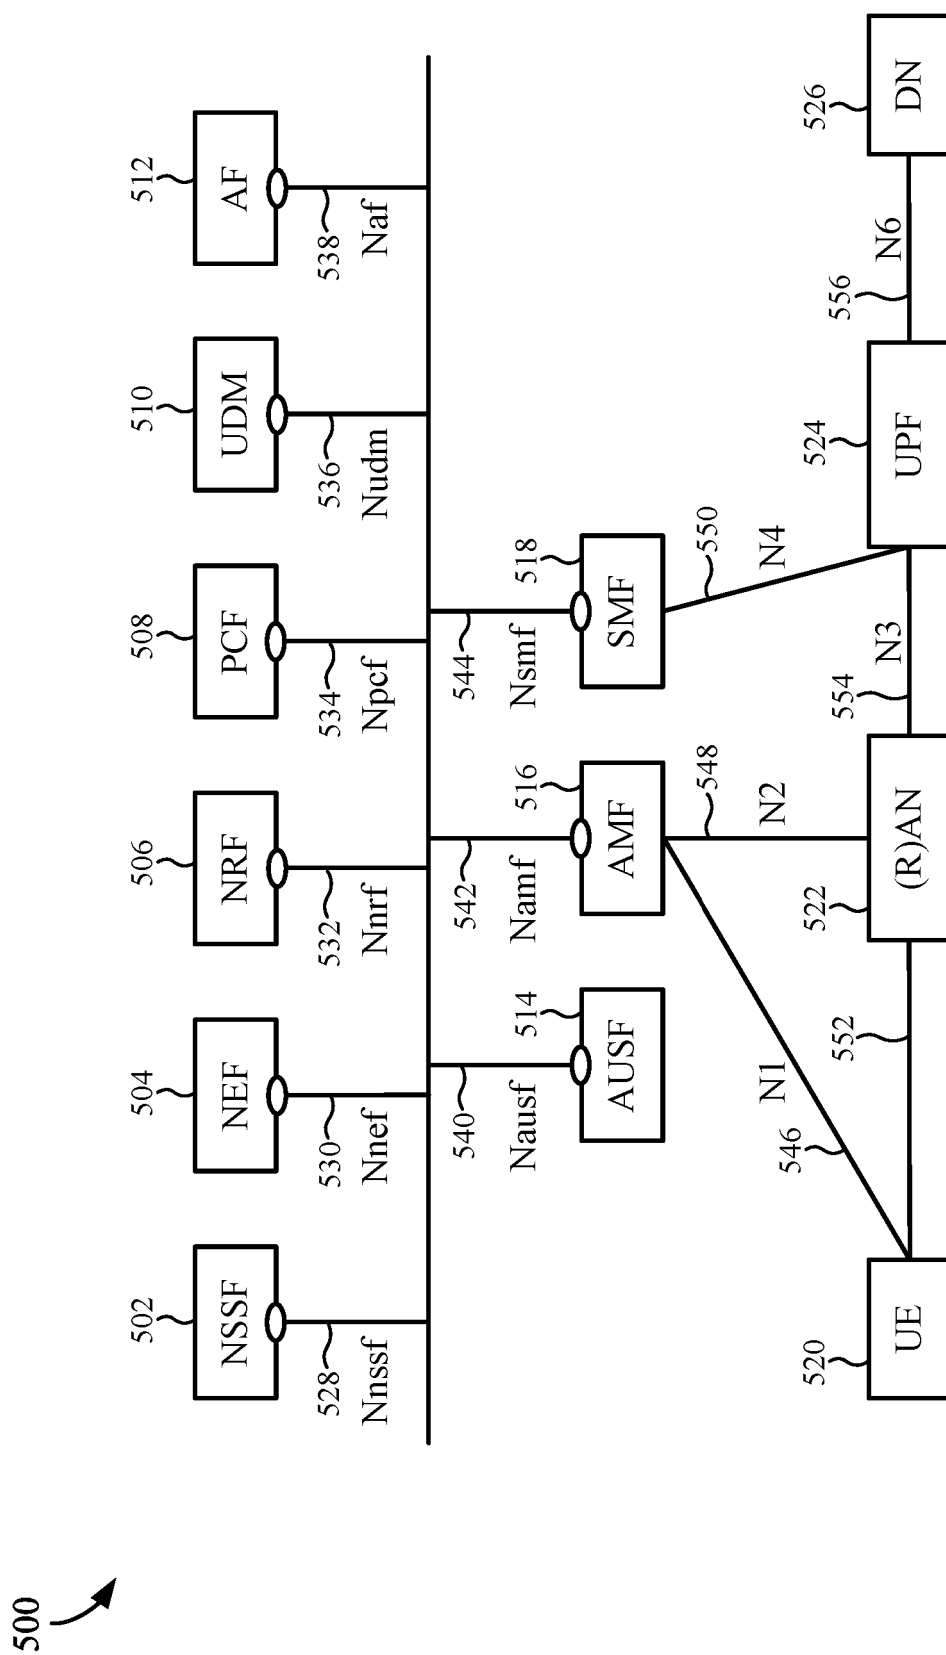 500
502
504
506
508
510
512
NSSF
NEF
NRF
PCF
UDM
AF
528
530
532
534
536
538
Nnssf
Nnef
Nnrf
Npcf
Nudm
Naf
540
542
544
Nausf
Namf
Nsmf
514
516
518
AUSF
AMF
SMF
546
548
550
N1
N2
N4
520
552
522
554
524
556
526
N3
N6
UE
(R)AN
UPF
DN